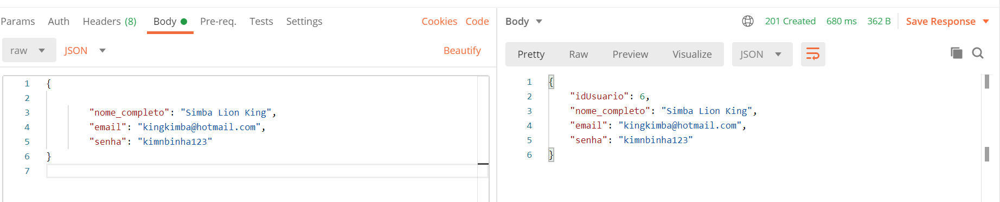 Params Auth Headers (8) Body Pre-req. Tests Settings Cookies Code
raw JSON Beautify
1 {
2
3 "nome_completo": "Simba Lion King",
4 "email": "kingkimba@hotmail.com",
5 "senha": "kimnbinha123"
6 }
7
Body 201 Created 680 ms 362 B Save Response
Pretty Raw Preview Visualize JSON
1 {
2 "idUsuario": 6,
3 "nome_completo": "Simba Lion King",
4 "email": "kingkimba@hotmail.com",
5 "senha": "kimnbinha123"
6 }